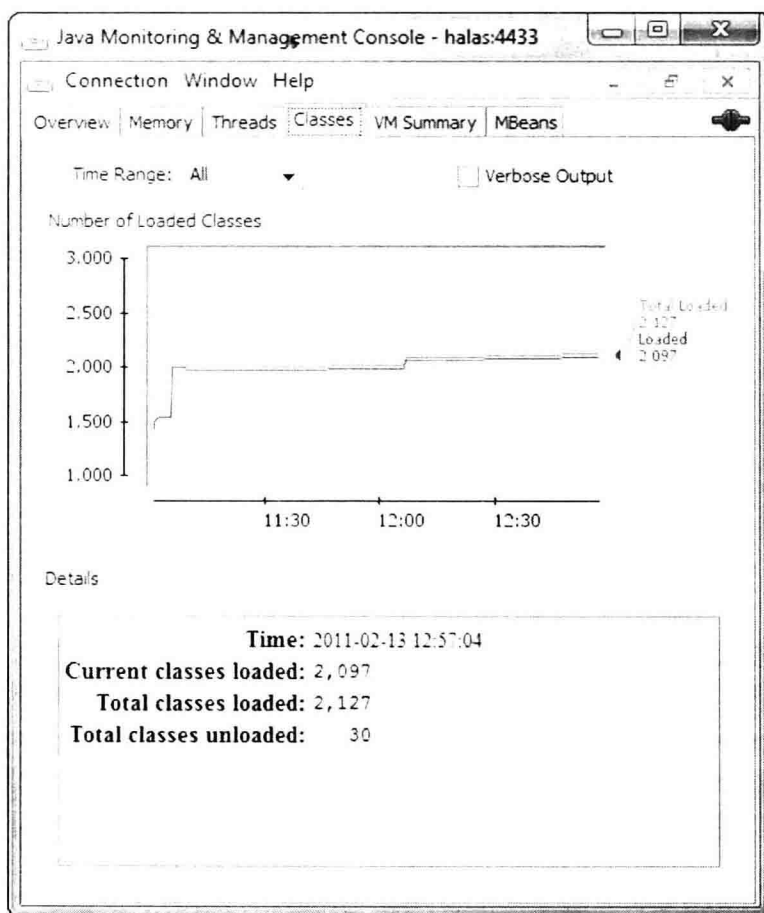 Java Monitoring & Management Console - halas:4433
Connection Window Help
Overview Memory Threads Classes VM Summary MBeans
Time Range: All Verbose Output
Number of Loaded Classes
3.000
2.500
2.000
1.500
1.000
Total Loaded
2.127
Loaded
2.097
11:30 12:00 12:30
Details
Time: 2011-02-13 12:57:04
Current classes loaded: 2,097
Total classes loaded: 2,127
Total classes unloaded: 30